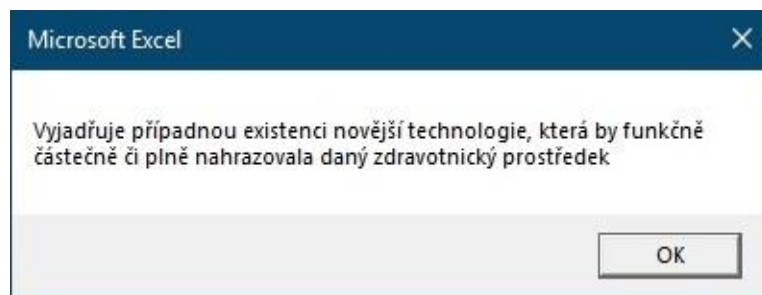 Microsoft Excel
Vyjadřuje případnou existenci novější technologie, která by funkčně
částečně či plně nahrazovala daný zdravotnický prostředek
OK